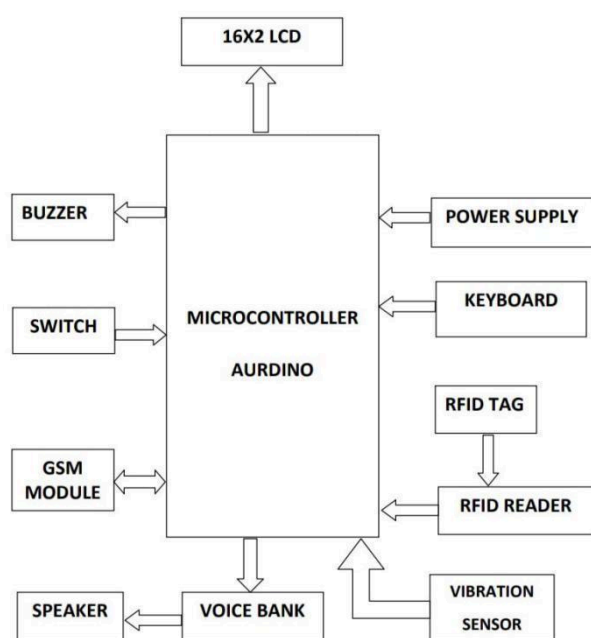 16X2 LCD
BUZZER
POWER SUPPLY
KEYBOARD
SWITCH
MICROCONTROLLER
AURDINO
RFID TAG
GSM
MODULE
RFID READER
SPEAKER
VOICE BANK
VIBRATION
SENSOR